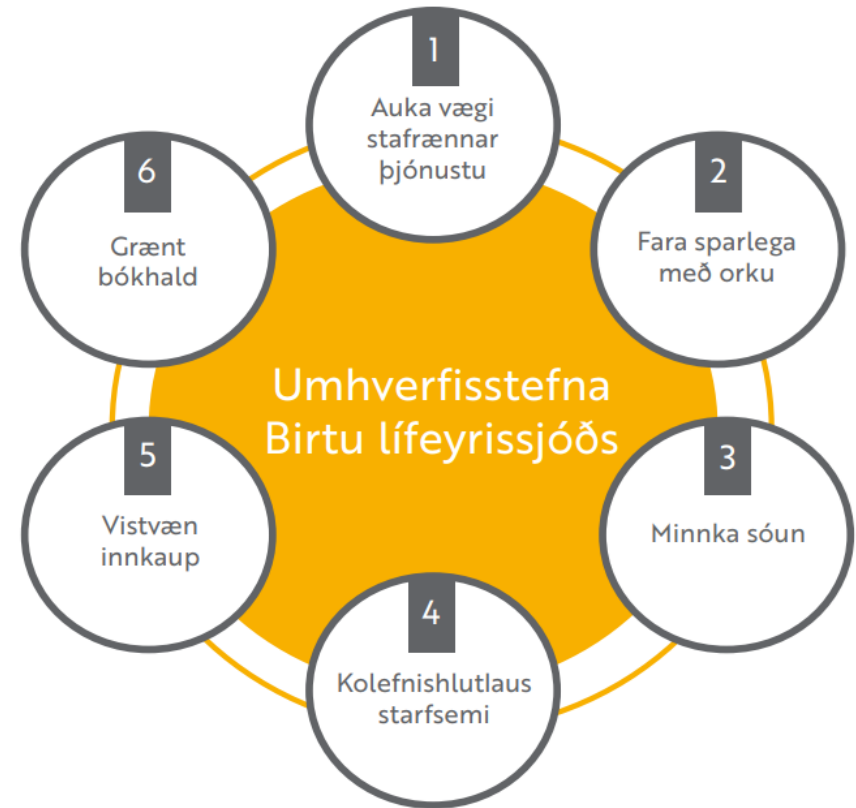 Umhverfisstefna
Birtu lífeyrissjóðs
1
Auka vægi
stafrænnar
þjónustu
2
Fara sparlega
með orku
3
Minnka sóun
4
Kolefnishlutlaus
starfsemi
5
Vistvæn
innkaup
6
Grænt
bókhald